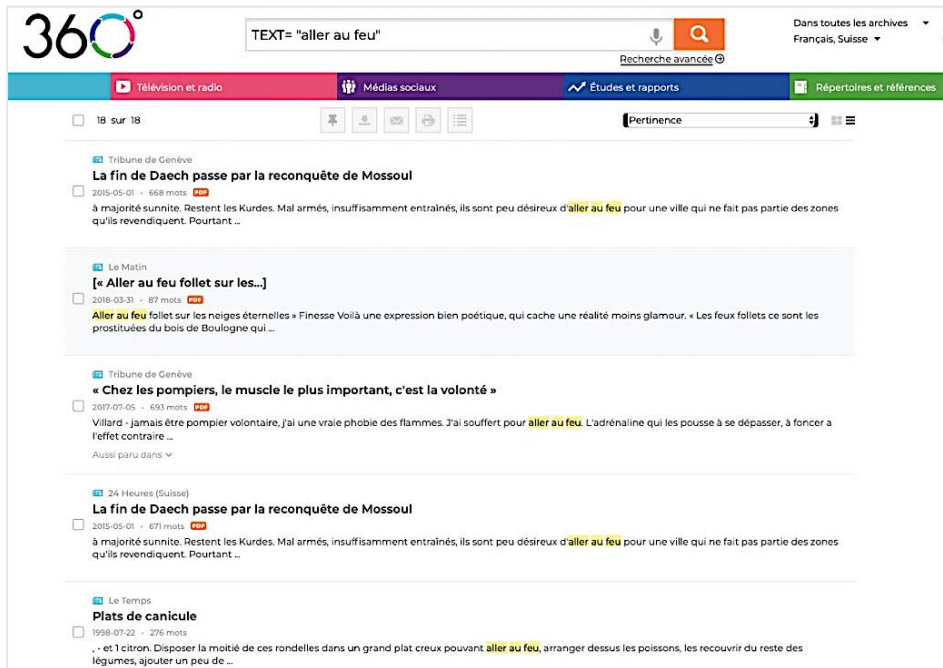 360°
TEXT= "aller au feu"
Recherche avancée
Dans toutes les archives
Français, Suisse
Télévision et radio
Médias sociaux
Études et rapports
Répertoires et références
18 sur 18
Pertinence
Tribune de Genève
La fin de Daech passe par la reconquête de Mossoul
2015-05-01 • 668 mots PDF
à majorité sunnite. Restent les Kurdes. Mal armés, insuffisamment entraînés, ils sont peu désireux d'aller au feu pour une ville qui ne fait pas partie des zones
qu'ils revendiquent. Pourtant ...
Le Matin
[« Aller au feu follet sur les...]
2018-03-31 • 87 mots PDF
Aller au feu follet sur les neiges éternelles » Finesse Voilà une expression bien poétique, qui cache une réalité moins glamour. « Les feux follets ce sont les
prostituées du bois de Boulogne qui ...
Tribune de Genève
« Chez les pompiers, le muscle le plus important, c'est la volonté »
2017-07-05 • 693 mots PDF
Villard - jamais être pompier volontaire, j'ai une vraie phobie des flammes. J'ai souffert pour aller au feu. L'adrénaline qui les pousse à se dépasser, à foncer a
l'effet contraire ...
Aussi paru dans
24 Heures (Suisse)
La fin de Daech passe par la reconquête de Mossoul
2015-05-01 • 671 mots PDF
à majorité sunnite. Restent les Kurdes. Mal armés, insuffisamment entraînés, ils sont peu désireux d'aller au feu pour une ville qui ne fait pas partie des zones
qu'ils revendiquent. Pourtant ...
Le Temps
Plats de canicule
1998-07-22 • 276 mots
, - et 1 citron. Disposer la moitié de ces rondelles dans un grand plat creux pouvant aller au feu, arranger dessus les poissons, les recouvrir du reste des
légumes, ajouter un peu de ...